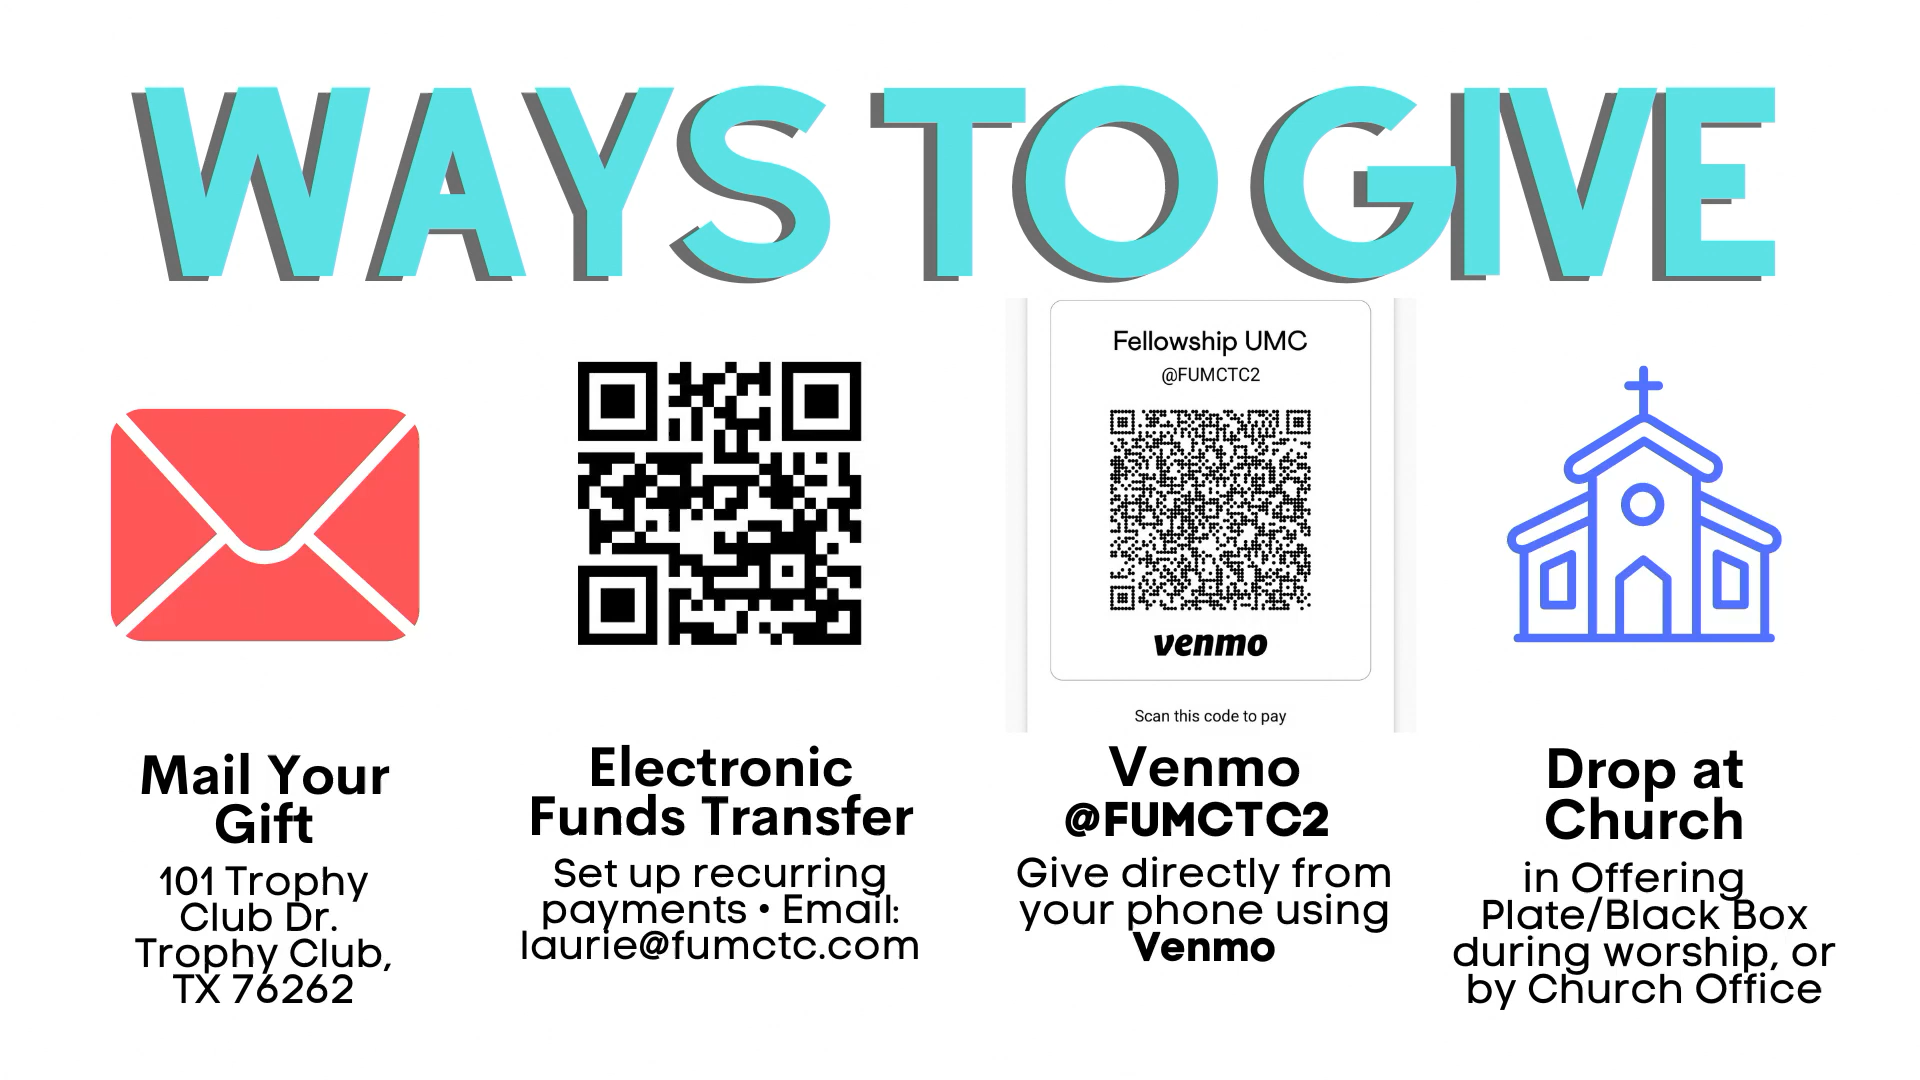 WAYS TO GIVE
Fellowship UMC
@FUMCTC2
venmo
Scan this code to pay
Mail Your
Gift
101 Trophy
Club Dr.
Trophy Club,
TX 76262
Electronic
Funds Transfer
Set up recurring
payments • Email:
laurie@fumctc.com
Venmo
@FUMCTC2
Give directly from
your phone using
Venmo
Drop at
Church
in Offering
Plate/Black Box
during worship, or
by Church Office